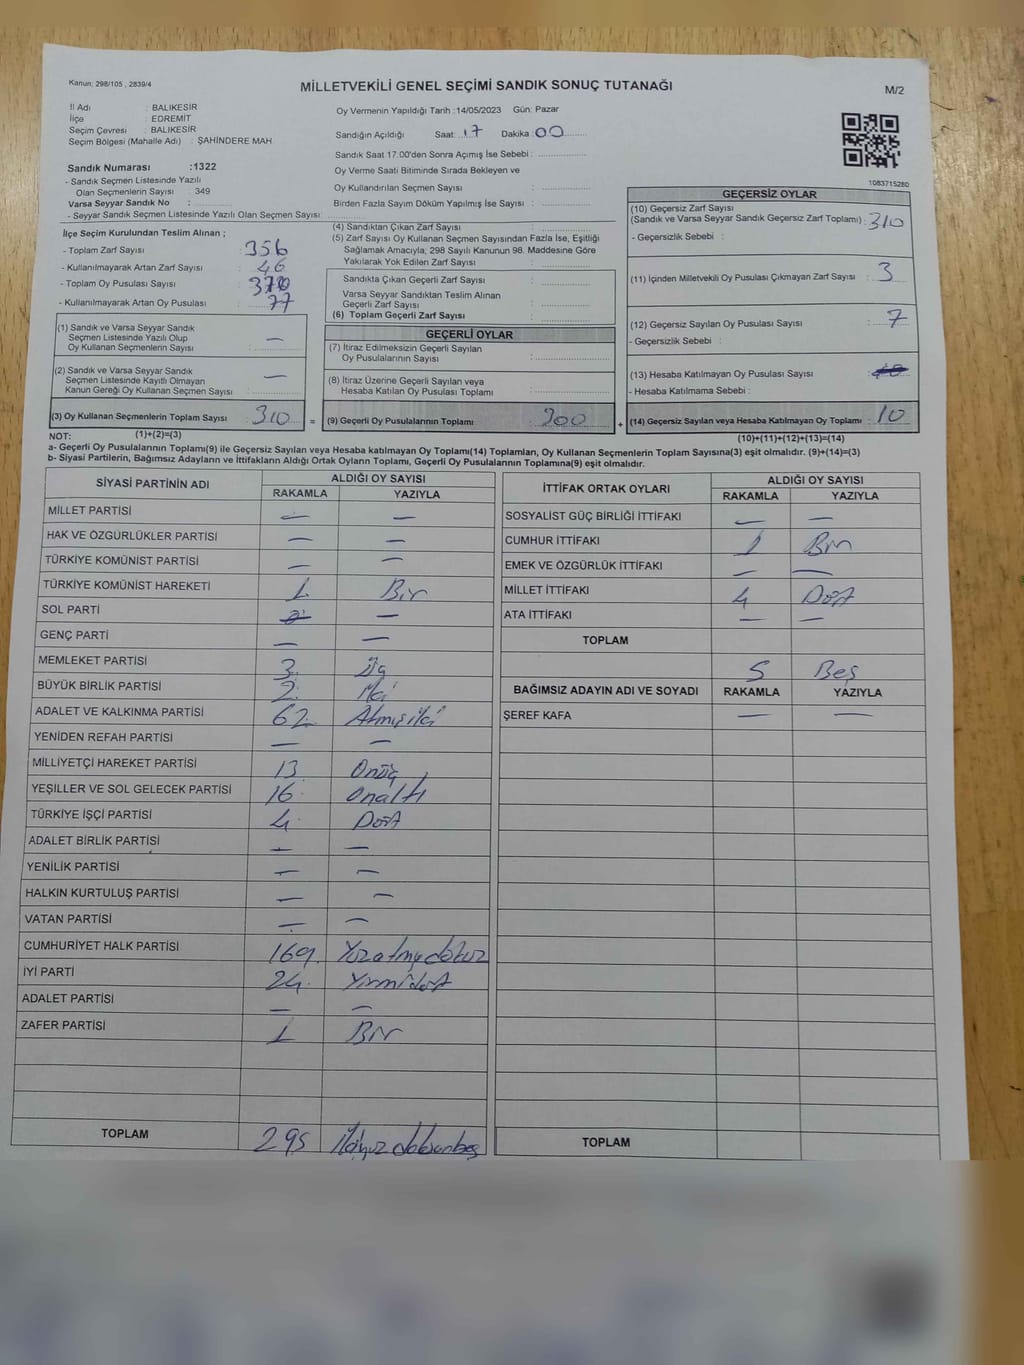 Kanun: 298/105 , 2839/4
MİLLETVEKİLİ GENEL SEÇİMİ SANDIK SONUÇ TUTANAĞI
M/2
İl Adı : BALIKESİR
İlçe : EDREMİT
Seçim Çevresi : BALIKESİR
Seçim Bölgesi (Mahalle Adı) : ŞAHİNDERE MAH
Sandık Numarası :1322
- Sandık Seçmen Listesinde Yazılı
Olan Seçmenlerin Sayısı : 349
Varsa Seyyar Sandık No :
- Seyyar Sandık Seçmen Listesinde Yazılı Olan Seçmen Sayısı
Oy Vermenin Yapıldığı Tarih :14/05/2023 Gün: Pazar
Sandığın Açıldığı Saat: 17 Dakika: 00
Sandık Saat 17.00'den Sonra Açımış İse Sebebi :
Oy Verme Saati Bitiminde Sırada Bekleyen ve
Oy Kullandırılan Seçmen Sayısı :
Birden Fazla Sayım Döküm Yapılmış İse Sayısı :
1083715280
İlçe Seçim Kurulundan Teslim Alınan ;
- Toplam Zarf Sayısı 356
- Kullanılmayarak Artan Zarf Sayısı 46
- Toplam Oy Pusulası Sayısı
- Kullanılmayarak Artan Oy Pusulası 77
(4) Sandıktan Çıkan Zarf Sayısı :
(5) Zarf Sayısı Oy Kullanan Seçmen Sayısından Fazla İse, Eşitliği
Sağlamak Amacıyla, 298 Sayılı Kanunun 98. Maddesine Göre
Yakılarak Yok Edilen Zarf Sayısı :
Sandıkta Çıkan Geçerli Zarf Sayısı
Varsa Seyyar Sandıktan Teslim Alınan
Geçerli Zarf Sayısı
(6) Toplam Geçerli Zarf Sayısı :
GEÇERSİZ OYLAR
(10) Geçersiz Zarf Sayısı
(Sandık ve Varsa Seyyar Sandık Geçersiz Zarf Toplamı) : 310
- Geçersizlik Sebebi :
(11) İçinden Milletvekili Oy Pusulası Çıkmayan Zarf Sayısı : 3
(12) Geçersiz Sayılan Oy Pusulası Sayısı : 7
- Geçersizlik Sebebi :
(13) Hesaba Katılmayan Oy Pusulası Sayısı :
- Hesaba Katılmama Sebebi :
(14) Geçersiz Sayılan veya Hesaba Katılmayan Oy Toplamı : 10
(10)+(11)+(12)+(13)=(14)
(1) Sandık ve Varsa Seyyar Sandık
Seçmen Listesinde Yazılı Olup
Oy Kullanan Seçmenlerin Sayısı : —
(2) Sandık ve Varsa Seyyar Sandık
Seçmen Listesinde Kayıtlı Olmayan
Kanun Gereği Oy Kullanan Seçmen Sayısı : —
(3) Oy Kullanan Seçmenlerin Toplam Sayısı : 310 =
(1)+(2)=(3)
GEÇERLİ OYLAR
(7) İtiraz Edilmeksizin Geçerli Sayılan
Oy Pusulalarının Sayısı :
(8) İtiraz Üzerine Geçerli Sayılan veya
Hesaba Katılan Oy Pusulası Toplamı :
(9) Geçerli Oy Pusulalarının Toplamı : 300 +
NOT:
a- Geçerli Oy Pusulaları Toplamı(9) ile Geçersiz Sayılan veya Hesaba katılmayan Oy Toplamı(14) Toplamları, Oy Kullanan Seçmenlerin Toplam Sayısına(3) eşit olmalıdır. (9)+(14)=(3)
b- Siyasi Partilerin, Bağımsız Adayların ve İttifakların Aldığı Ortak Oyların Toplamı, Geçerli Oy Pusulalarının Toplamına(9) eşit olmalıdır.
SİYASİ PARTİNİN ADI ALDIĞI OY SAYISI
RAKAMLA YAZIYLA
MİLLET PARTİSİ — —
HAK VE ÖZGÜRLÜKLER PARTİSİ — —
TÜRKİYE KOMÜNİST PARTİSİ — —
TÜRKİYE KOMÜNİST HAREKETİ 1 Bir
SOL PARTİ —
GENÇ PARTİ — —
MEMLEKET PARTİSİ 3 Üç
BÜYÜK BİRLİK PARTİSİ 2 İki
ADALET VE KALKINMA PARTİSİ 62 Atmışiki
YENİDEN REFAH PARTİSİ — —
MİLLİYETÇİ HAREKET PARTİSİ 13 Onüç
YEŞİLLER VE SOL GELECEK PARTİSİ 16 Onaltı
TÜRKİYE İŞÇİ PARTİSİ 4 Dört
ADALET BİRLİK PARTİSİ — —
YENİLİK PARTİSİ — —
HALKIN KURTULUŞ PARTİSİ — —
VATAN PARTİSİ — —
CUMHURİYET HALK PARTİSİ 169 Yüzatmışdokuz
İYİ PARTİ 24 Yirmidört
ADALET PARTİSİ — —
ZAFER PARTİSİ 1 Bir
TOPLAM 295 İkiyüzdoksanbeş
İTTİFAK ORTAK OYLARI ALDIĞI OY SAYISI
RAKAMLA YAZIYLA
SOSYALİST GÜÇ BİRLİĞİ İTTİFAKI — —
CUMHUR İTTİFAKI 1 Bir
EMEK VE ÖZGÜRLÜK İTTİFAKI — —
MİLLET İTTİFAKI 4 Dört
ATA İTTİFAKI — —
TOPLAM
5 Beş
BAĞIMSIZ ADAYIN ADI VE SOYADI RAKAMLA YAZIYLA
ŞEREF KAFA — —
TOPLAM